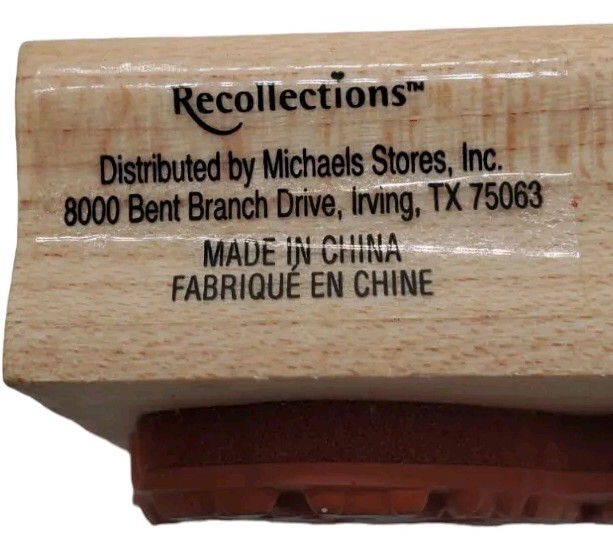 Recollections™
Distributed by Michaels Stores, Inc.
8000 Bent Branch Drive, Irving, TX 75063
MADE IN CHINA
FABRIQUÉ EN CHINE